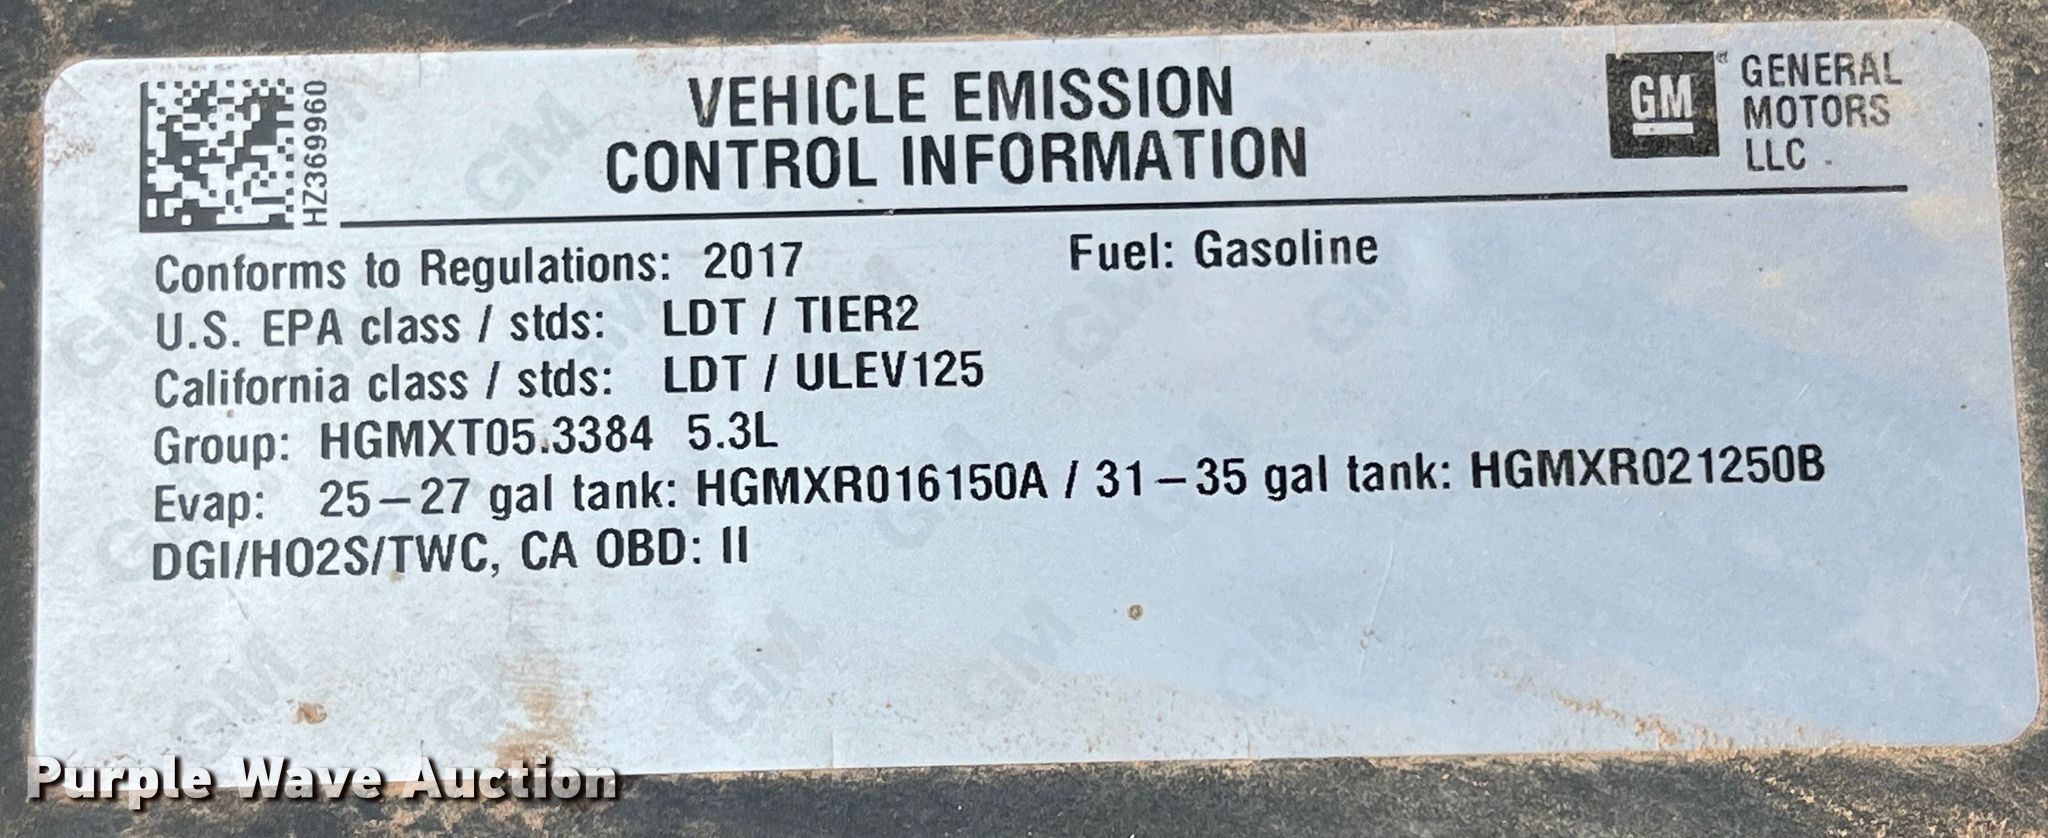 HZ3699960
VEHICLE EMISSION
CONTROL INFORMATION
GM
GENERAL
MOTORS
LLC
Conforms to Regulations: 2017 Fuel: Gasoline
U.S. EPA class / stds: LDT / TIER2
California class / stds: LDT / ULEV125
Group: HGMXT05.3384 5.3L
Evap: 25-27 gal tank: HGMXR016150A / 31-35 gal tank: HGMXR021250B
DGI/HO2S/TWC, CA OBD: II
Purple Wave Auction